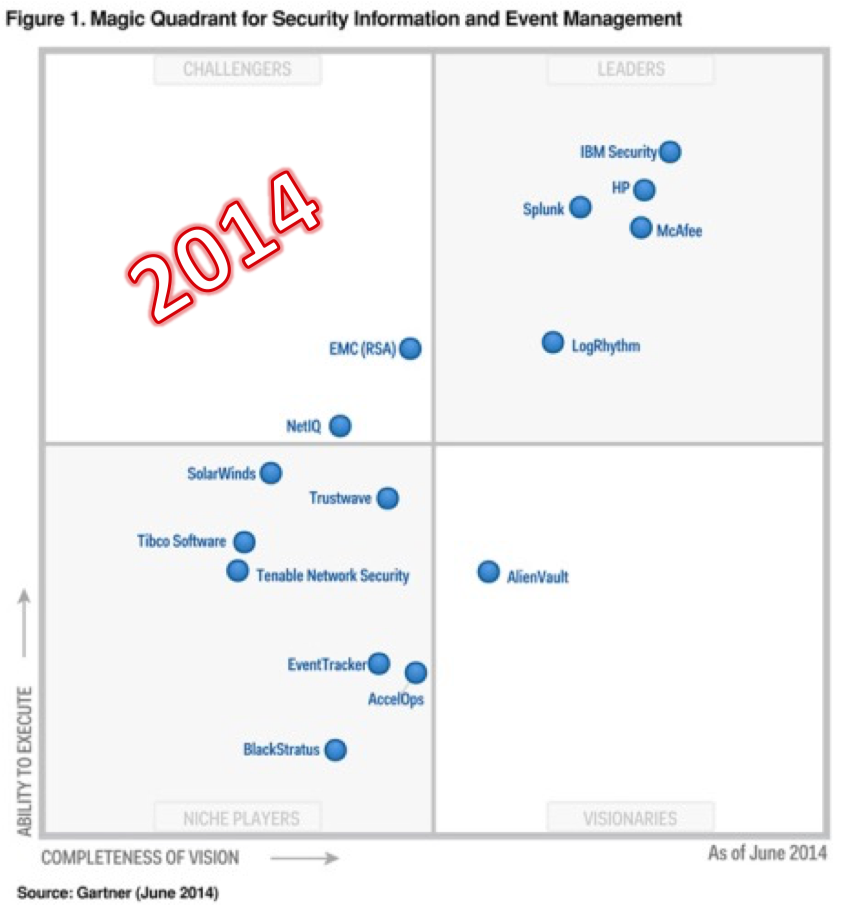 Figure 1. Magic Quadrant for Security Information and Event Management
CHALLENGERS
LEADERS
IBM Security
HP
Splunk
McAfee
2014
EMC (RSA)
LogRhythm
NetIQ
SolarWinds
Trustwave
Tibco Software
Tenable Network Security
AlienVault
EventTracker
AccelOps
BlackStratus
NICHE PLAYERS
VISIONARIES
ABILITY TO EXECUTE
COMPLETENESS OF VISION
As of June 2014
Source: Gartner (June 2014)